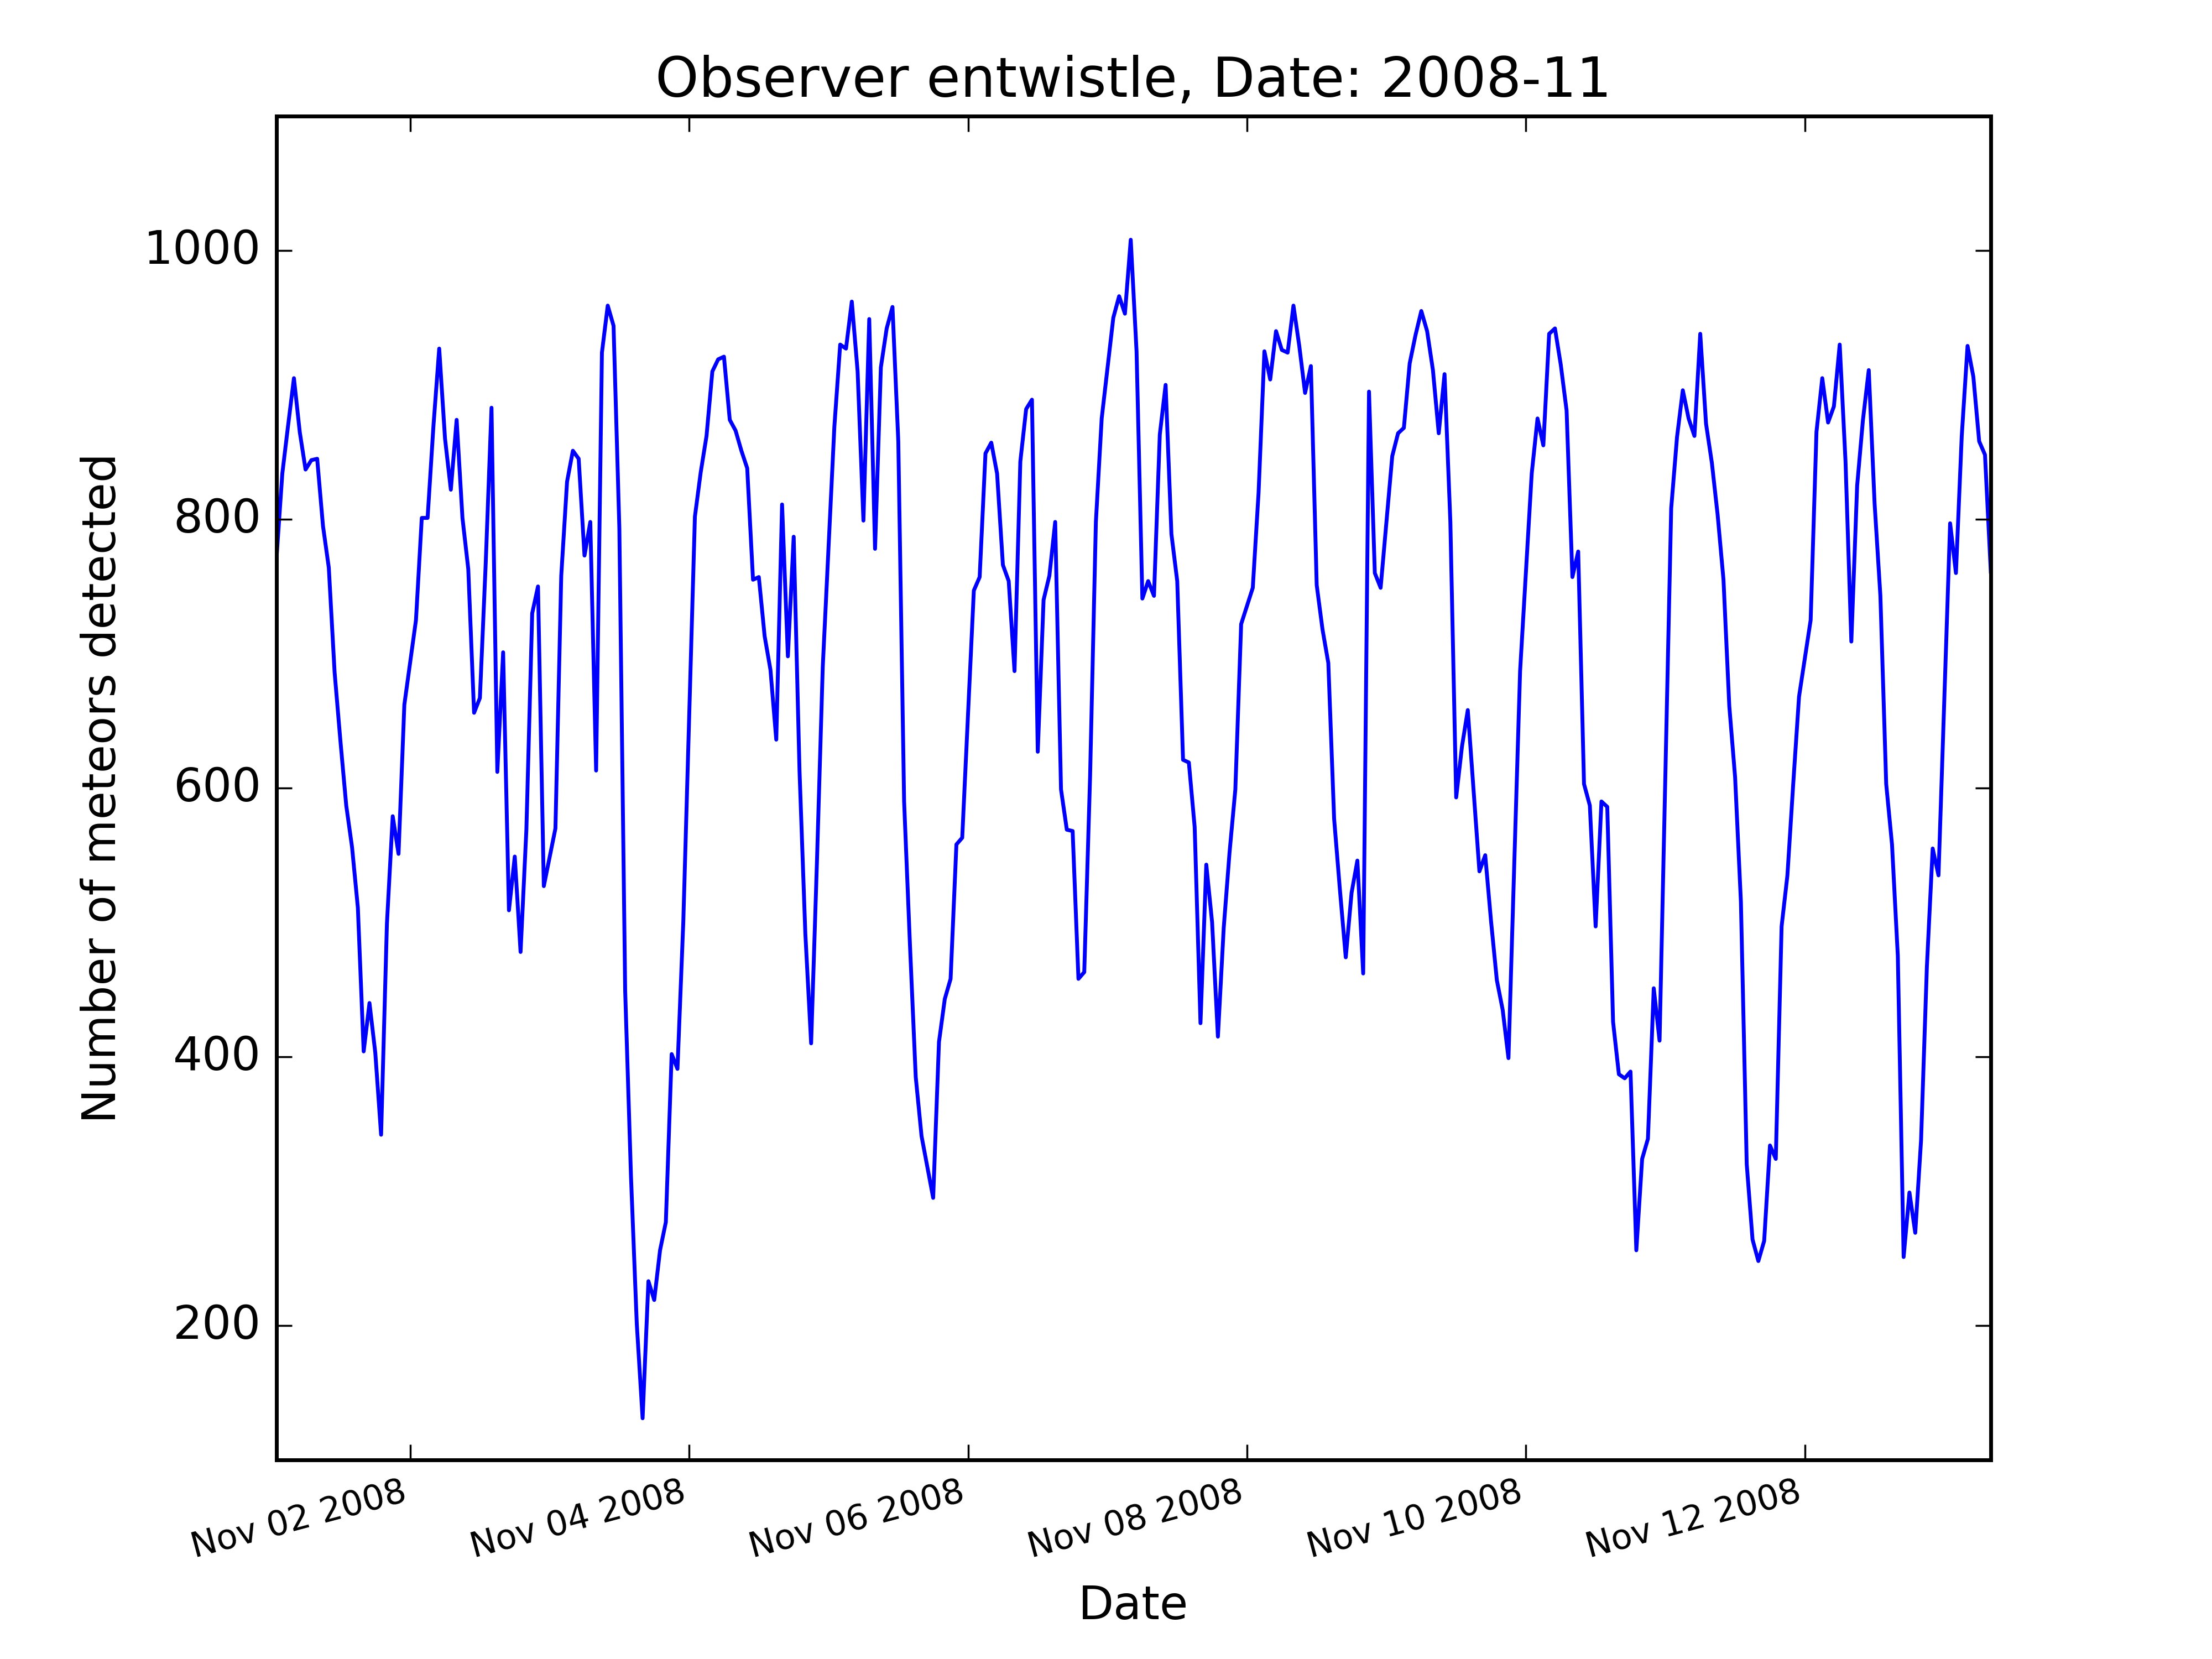 Observer entwistle, Date: 2008-11
Number of meteors detected
1000
800
600
400
200
Nov 02 2008
Nov 04 2008
Nov 06 2008
Nov 08 2008
Nov 10 2008
Nov 12 2008
Date